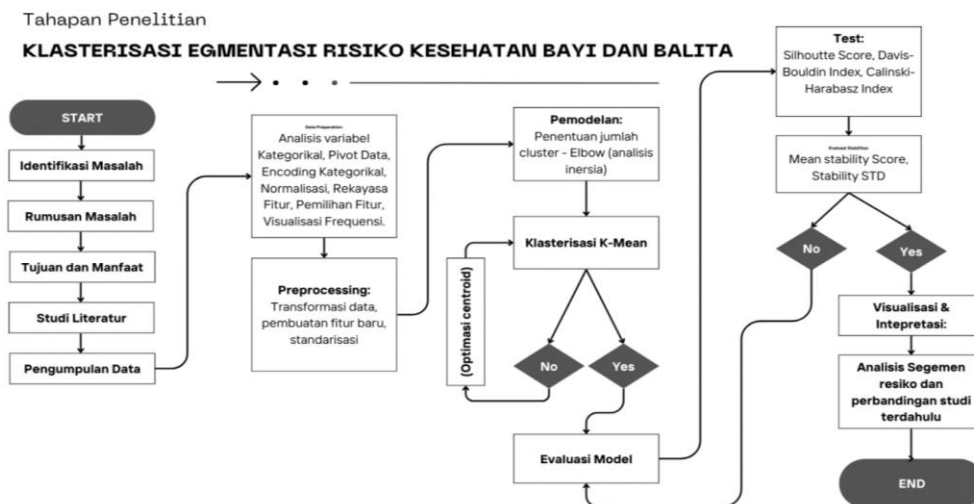 Tahapan Penelitian
KLASTERISASI EGMENTASI RISIKO KESEHATAN BAYI DAN BALITA
START
Identifikasi Masalah
Rumusan Masalah
Tujuan dan Manfaat
Studi Literatur
Pengumpulan Data
Data Preparation:
Analisis variabel
Kategorikal, Pivot Data,
Encoding Kategorikal,
Normalisasi, Rekayasa
Fitur, Pemilihan Fitur,
Visualisasi Frekuensi.
Preprocessing:
Transformasi data,
pembuatan fitur baru,
standarisasi
Pemodelan:
Penentuan jumlah
cluster - Elbow (analisis
inersia)
Klasterisasi K-Mean
(Optimasi centroid)
No
Yes
Evaluasi Model
Test:
Silhoutte Score, Davis-
Bouldin Index, Calinski-
Harabasz Index
Evaluasi Stabilitas:
Mean stability Score,
Stability STD
No
Yes
Visualisasi &
Intepretasi:
Analisis Segemen
resiko dan
perbandingan studi
terdahulu
END